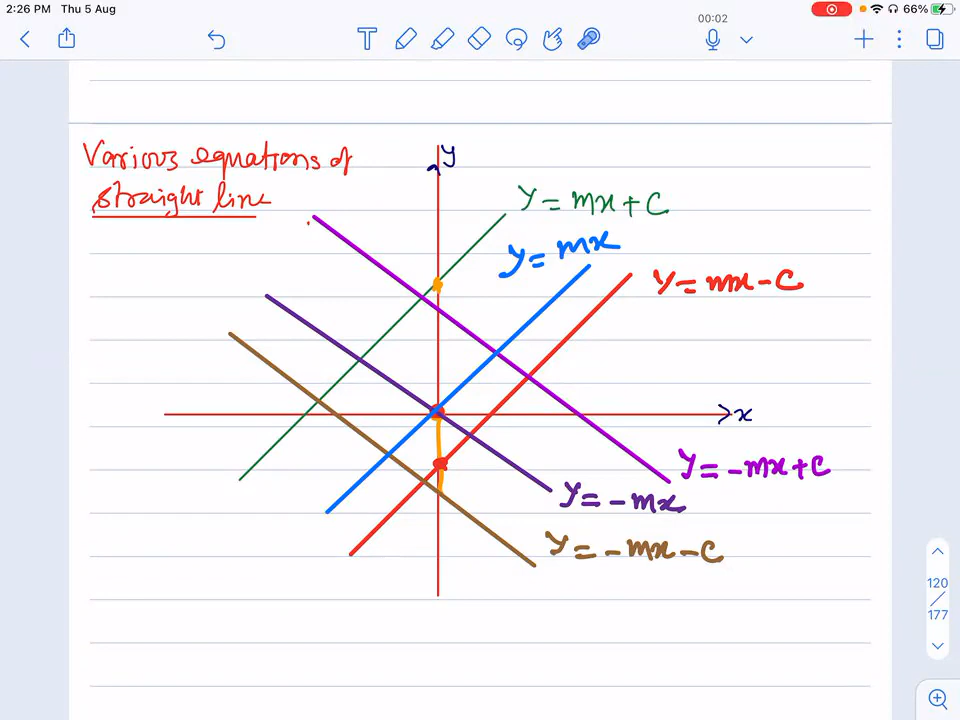 2:26 PM Thu 5 Aug
66%
00:02
T
Various equations of
straight line
y
y = mx + c
y = mx
y = mx - c
x
y = -mx + c
y = -mx
y = -mx - c
120
/
177